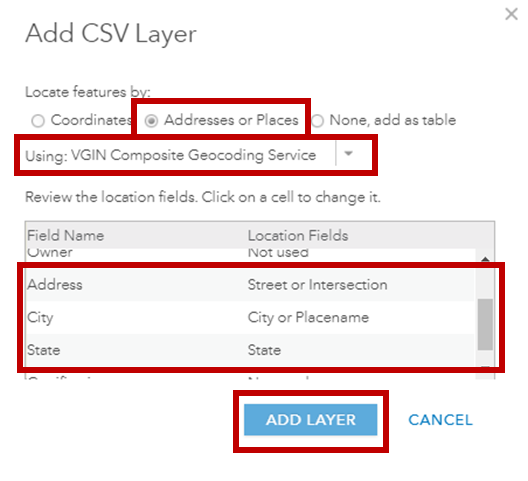 Add CSV Layer
Locate features by:
Coordinates Addresses or Places None, add as table
Using: VGIN Composite Geocoding Service
Review the location fields. Click on a cell to change it.
Field Name Location Fields
Owner Not used
Address Street or Intersection
City City or Placename
State State
ADD LAYER CANCEL